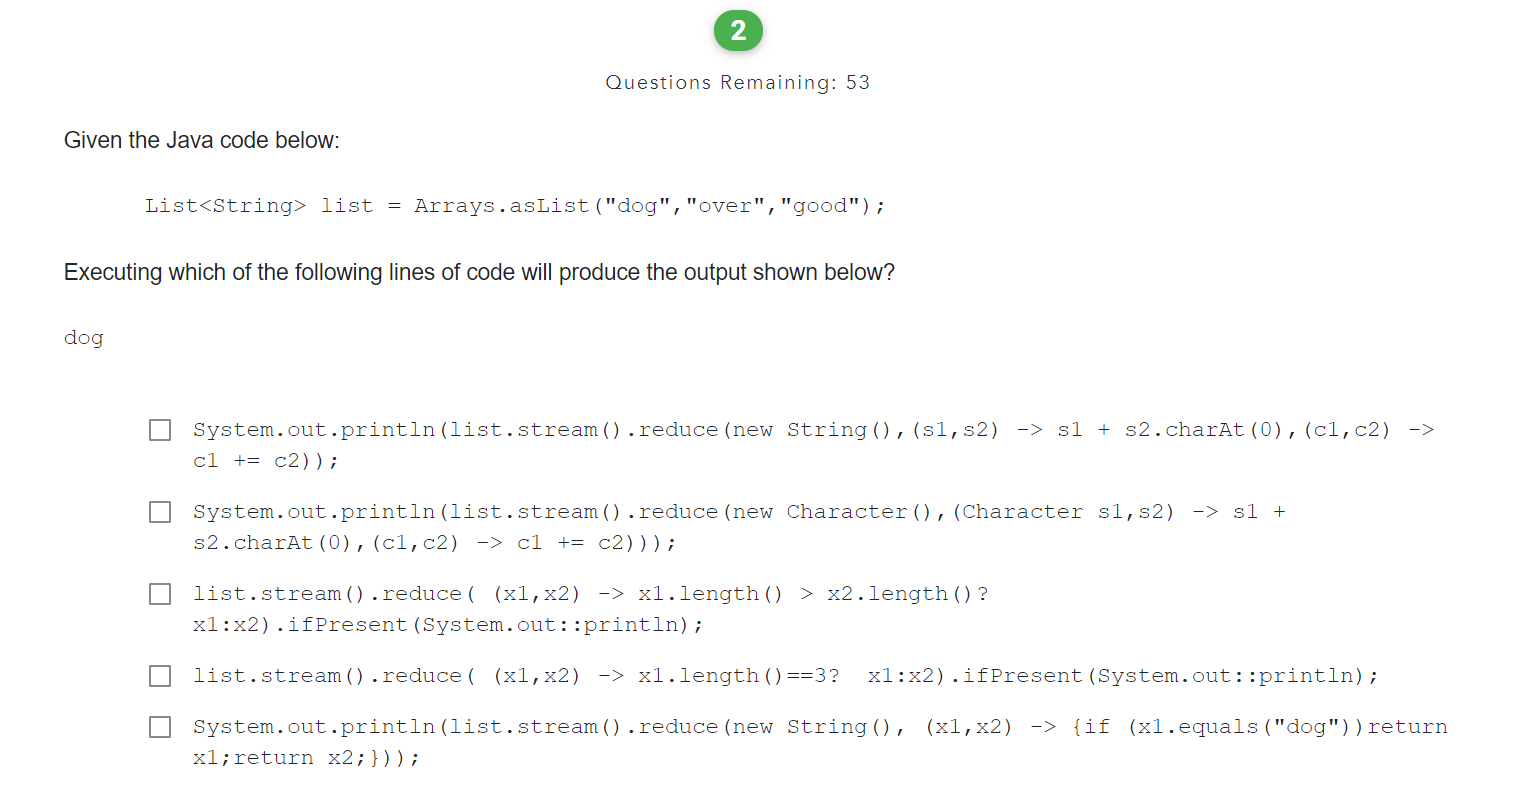 2
Questions Remaining: 53
Given the Java code below:
List<String> list = Arrays.asList("dog","over","good");
Executing which of the following lines of code will produce the output shown below?
dog
System.out.println(list.stream().reduce(new String(),(s1,s2) -> s1 + s2.charAt(0),(c1,c2) ->
c1 += c2));
System.out.println(list.stream().reduce(new Character(),(Character s1,s2) -> s1 +
s2.charAt(0),(c1,c2) -> c1 += c2)));
list.stream().reduce( (x1,x2) -> x1.length() > x2.length()?
x1:x2).ifPresent(System.out::println);
list.stream().reduce( (x1,x2) -> x1.length()==3?  x1:x2).ifPresent(System.out::println);
System.out.println(list.stream().reduce(new String(), (x1,x2) -> {if (x1.equals("dog"))return
x1;return x2;}));